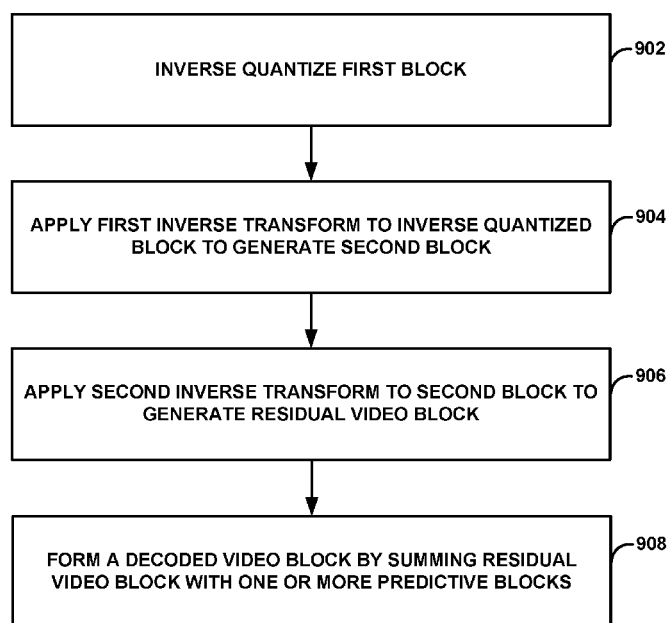 INVERSE QUANTIZE FIRST BLOCK
902
APPLY FIRST INVERSE TRANSFORM TO INVERSE QUANTIZED
BLOCK TO GENERATE SECOND BLOCK
904
APPLY SECOND INVERSE TRANSFORM TO SECOND BLOCK TO
GENERATE RESIDUAL VIDEO BLOCK
906
FORM A DECODED VIDEO BLOCK BY SUMMING RESIDUAL
VIDEO BLOCK WITH ONE OR MORE PREDICTIVE BLOCKS
908